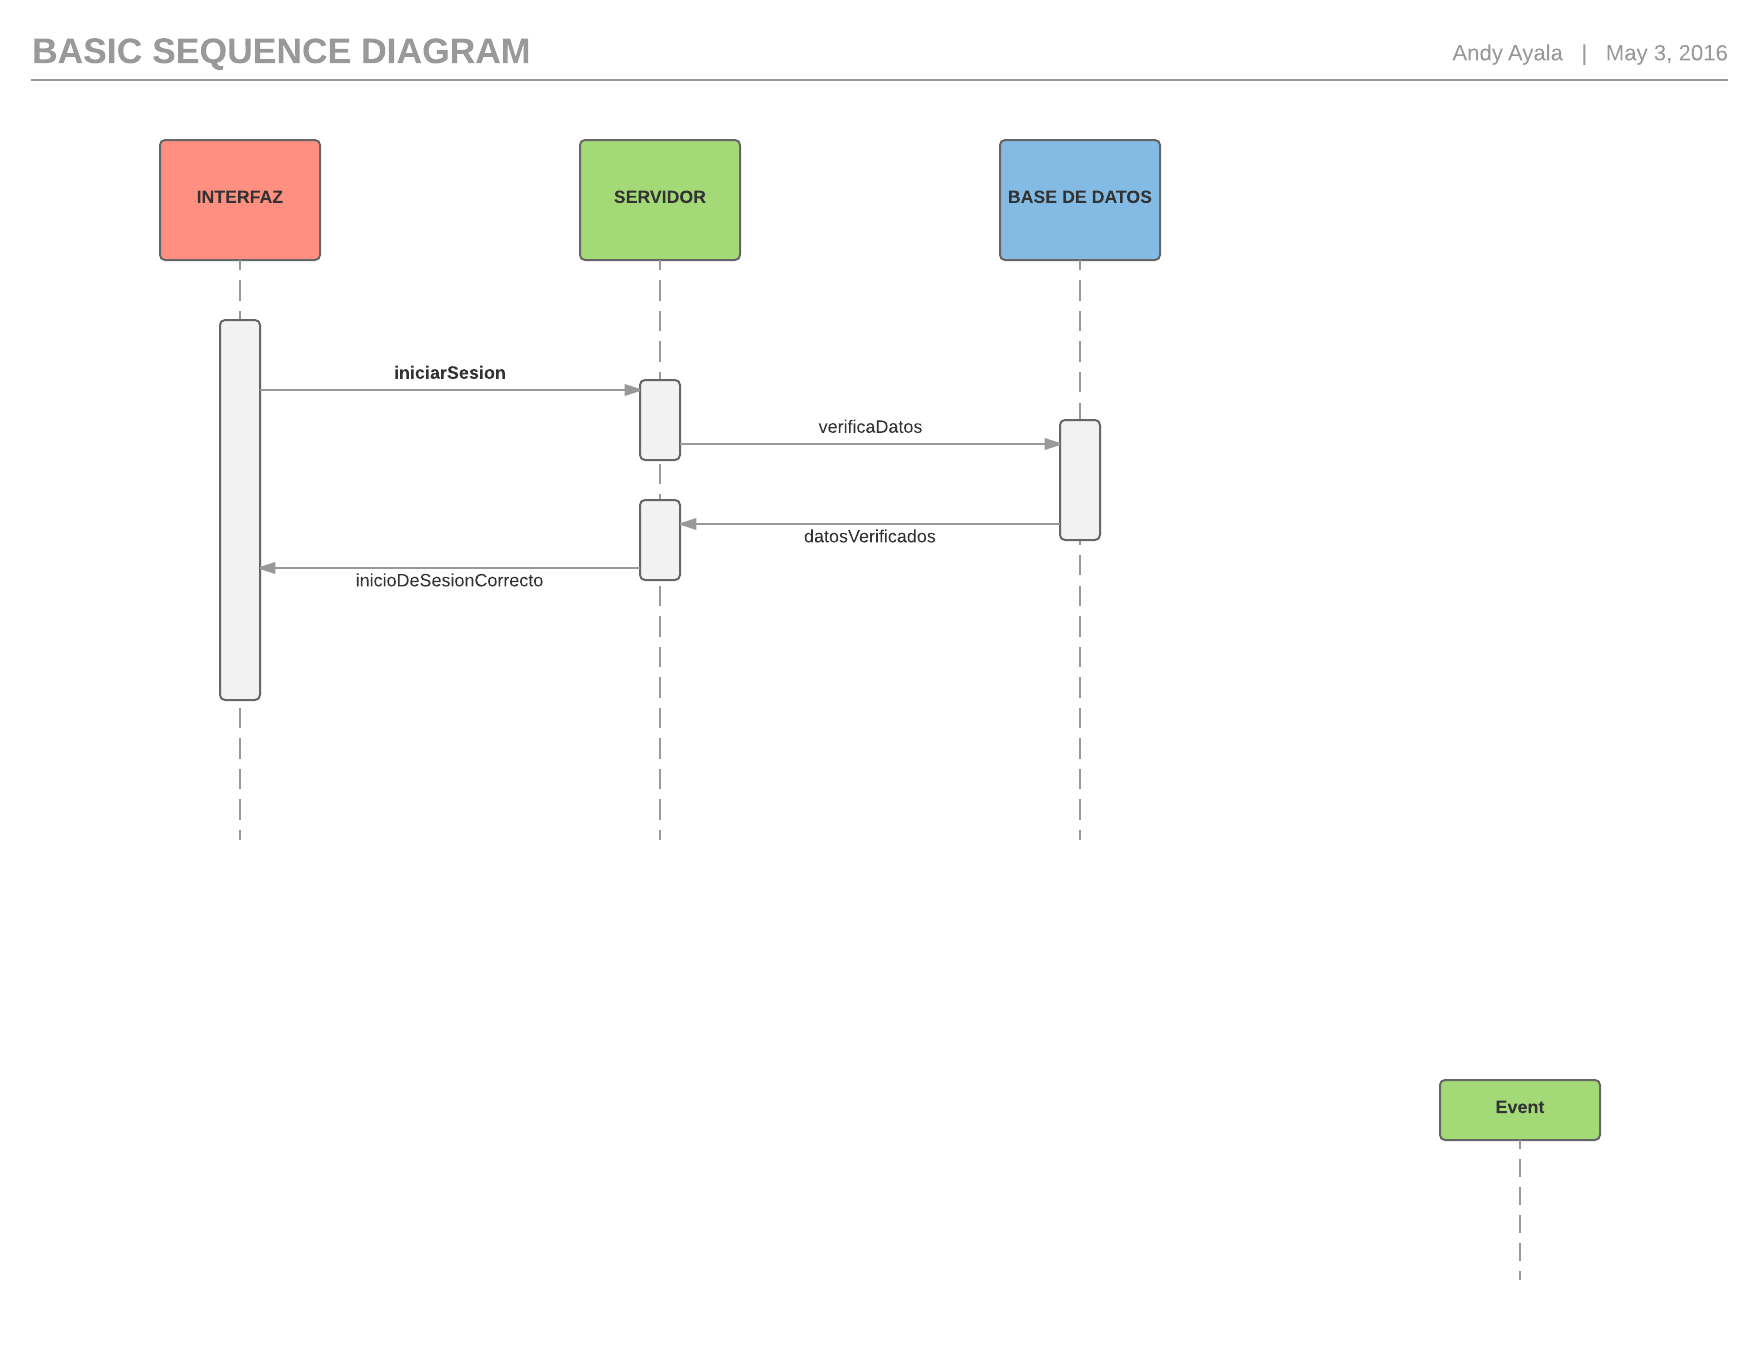 BASIC SEQUENCE DIAGRAM
Andy Ayala | May 3, 2016
INTERFAZ
SERVIDOR
BASE DE DATOS
iniciarSesion
verificaDatos
datosVerificados
inicioDeSesionCorrecto
Event